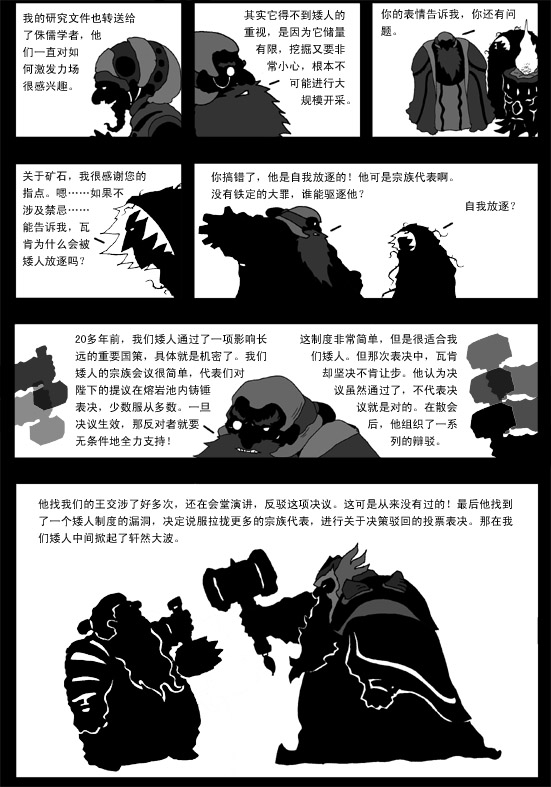 我的研究文件也转送给
了侏儒学者，他
们一直对如
何激发力场
很感兴趣。
其实它得不到矮人的
重视，是因为它储量
有限，挖掘又要非
常小心，根本不
可能进行大
规模开采。
你的表情告诉我，你还有问
题。
关于矿石，我很感谢您的
指点。嗯……如果不
涉及禁忌……
能告诉我，瓦
肯为什么会被
矮人放逐吗？
你搞错了，他是自我放逐的！他可是宗族代表啊。
没有铁定的大罪，谁能驱逐他？
自我放逐？
20多年前，我们矮人通过了一项影响长
远的重要国策，具体就是机密了。我们
矮人的宗族会议很简单，代表们对
陛下的提议在熔岩池内铸锤
表决，少数服从多数。一旦
决议生效，那反对者就要
无条件地全力支持！
这制度非常简单，但是很适合我
们矮人。但那次表决中，瓦肯
却坚决不肯让步。他认为决
议虽然通过了，不代表决
议就是对的。在散会
后，他组织了一系
列的辩驳。
他找我们的王交涉了好多次，还在会堂演讲，反驳这项决议。这可是从来没有过的！最后他找到
了一个矮人制度的漏洞，决定说服拉拢更多的宗族代表，进行关于决策驳回的投票表决。那在我
们矮人中间掀起了轩然大波。